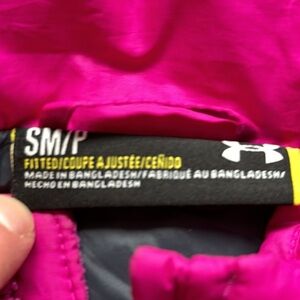 SM/P
FITTED/COUPE AJUSTÉE/CEÑIDO
MADE IN BANGLADESH/FABRIQUÉ AU BANGLADESH/
HECHO EN BANGLADESH